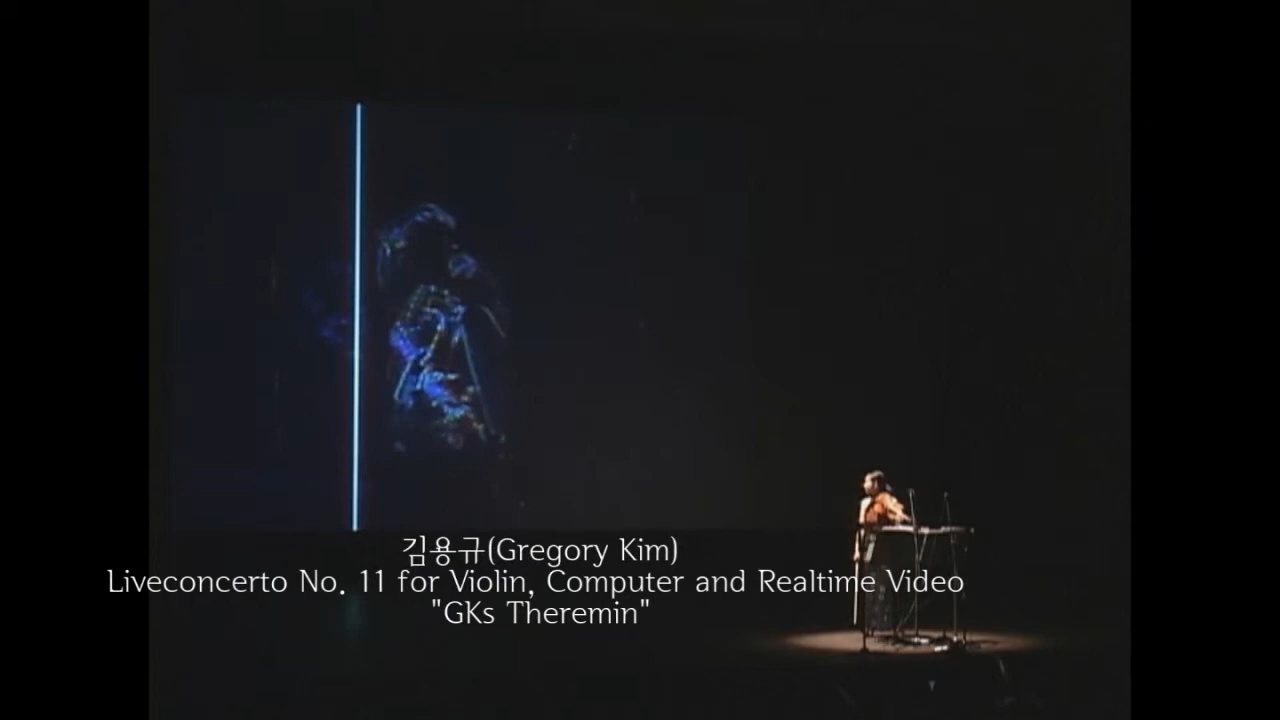 김용규(Gregory Kim)
Liveconcerto No. 11 for Violin, Computer and Realtime Video
"GKs Theremin"